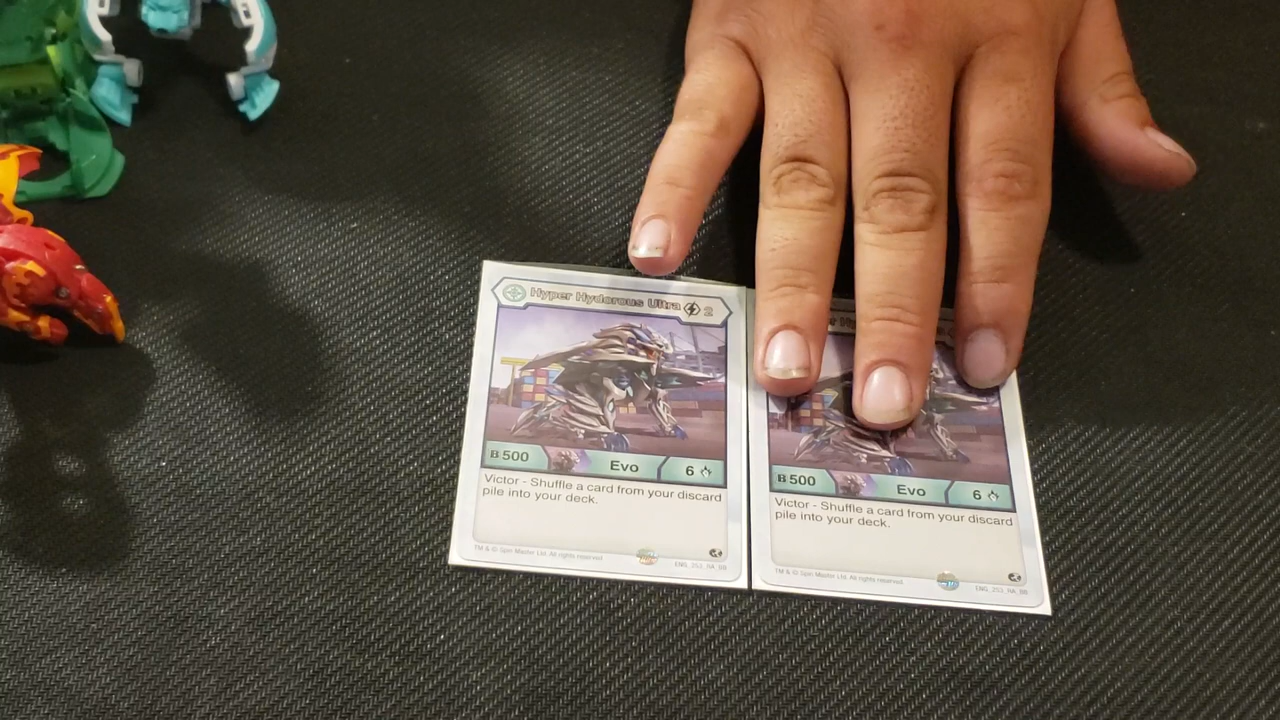 Hyper Hydorous Ultra 2
B 500 Evo 6
Victor - Shuffle a card from your discard
pile into your deck.
TM & © Spin Master Ltd. All rights reserved
ENG_253_RA_BB
B 500 Evo 6
Victor - Shuffle a card from your discard
pile into your deck.
TM & © Spin Master Ltd. All rights reserved.
ENG_253_RA_BB